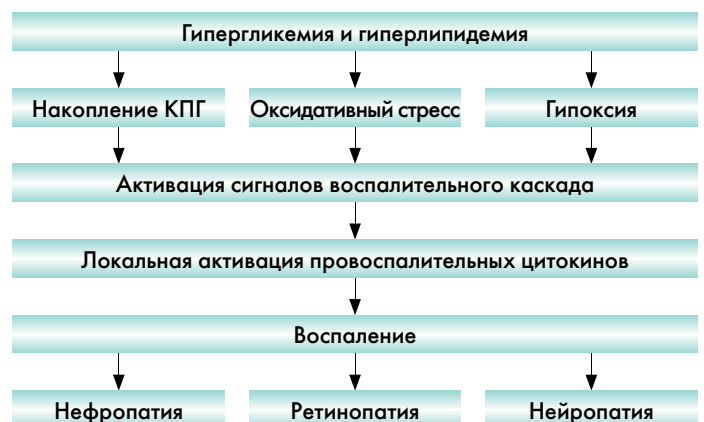 Гипергликемия и гиперлипидемия
Накопление КПГ
Оксидативный стресс
Гипоксия
Активация сигналов воспалительного каскада
Локальная активация провоспалительных цитокинов
Воспаление
Нефропатия
Ретинопатия
Нейропатия